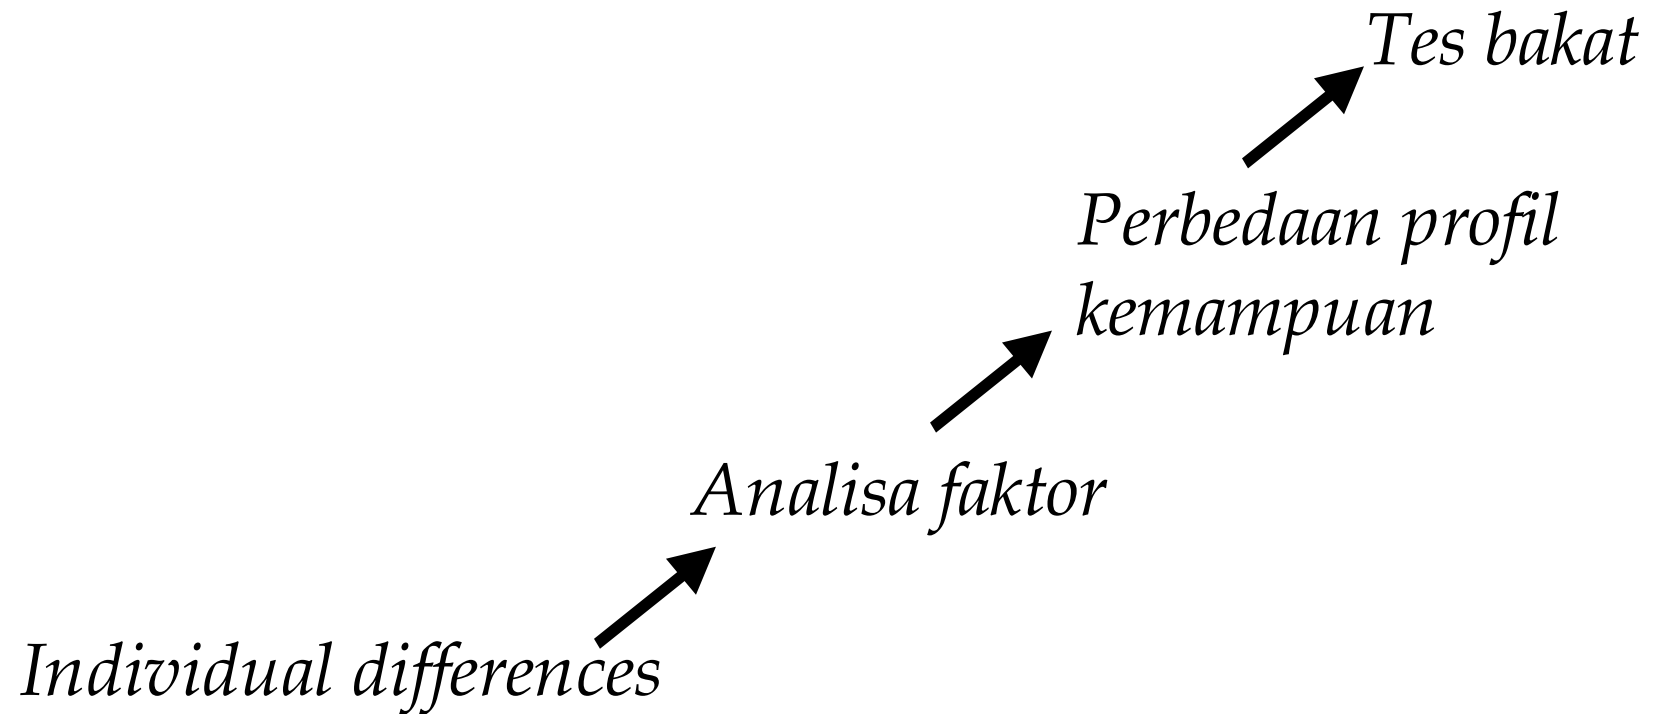 Tes bakat
Perbedaan profil
kemampuan
Analisa faktor
Individual differences